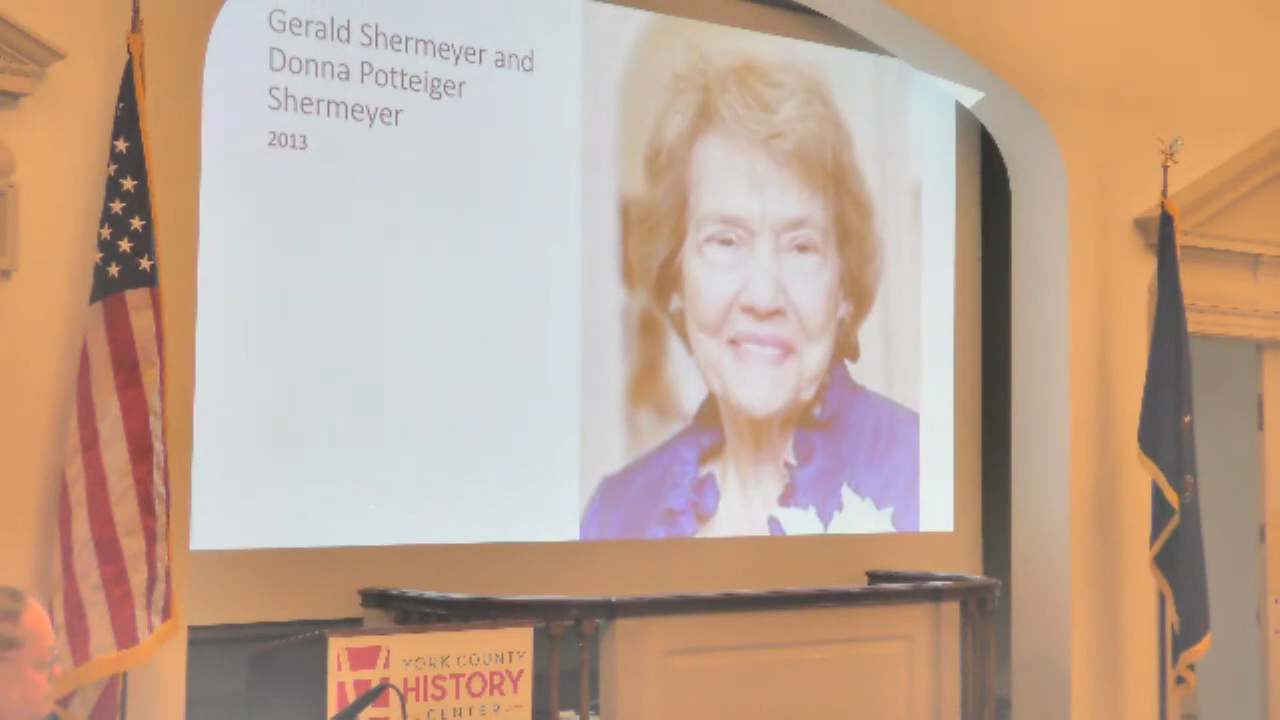 Gerald Shermeyer and
Donna Potteiger
Shermeyer
2013
YORK COUNTY
HISTORY
CENTER